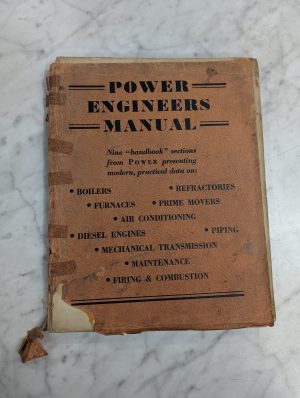 POWER
ENGINEERS
MANUAL
Nine "handbook" sections
from POWER presenting
modern, practical data on:
• BOILERS • REFRACTORIES
• FURNACES • PRIME MOVERS
• AIR CONDITIONING
• DIESEL ENGINES • PIPING
• MECHANICAL TRANSMISSION
• MAINTENANCE
• FIRING & COMBUSTION